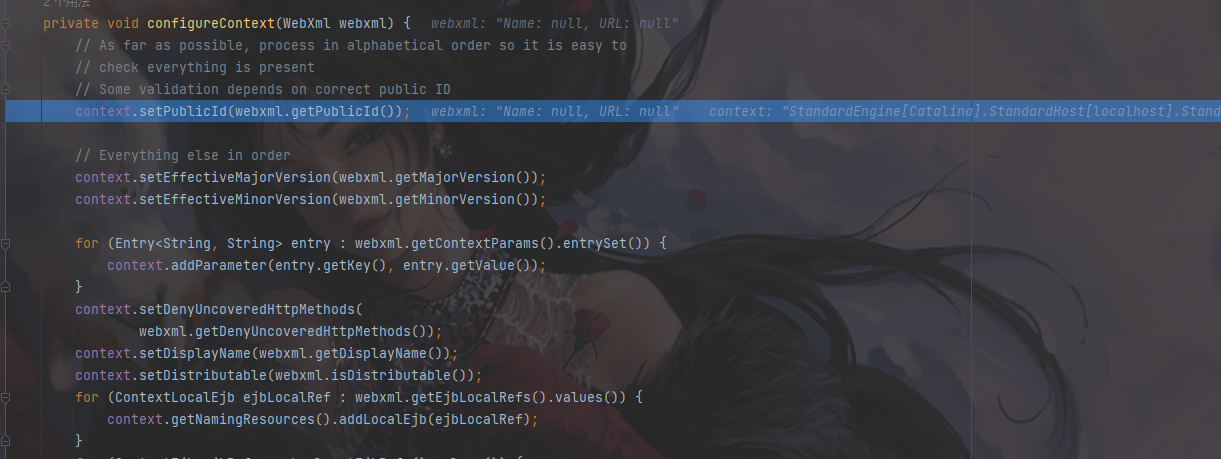 2 个用法
private void configureContext(WebXml webxml) {   webxml: "Name: null, URL: null"
// As far as possible, process in alphabetical order so it is easy to
// check everything is present
// Some validation depends on correct public ID
context.setPublicId(webxml.getPublicId());   webxml: "Name: null, URL: null"   context: "StandardEngine[Catalina].StandardHost[localhost].Stand
// Everything else in order
context.setEffectiveMajorVersion(webxml.getMajorVersion());
context.setEffectiveMinorVersion(webxml.getMinorVersion());
for (Entry<String, String> entry : webxml.getContextParams().entrySet()) {
context.addParameter(entry.getKey(), entry.getValue());
}
context.setDenyUncoveredHttpMethods(
webxml.getDenyUncoveredHttpMethods());
context.setDisplayName(webxml.getDisplayName());
context.setDistributable(webxml.isDistributable());
for (ContextLocalEjb ejbLocalRef : webxml.getEjbLocalRefs().values()) {
context.getNamingResources().addLocalEjb(ejbLocalRef);
}